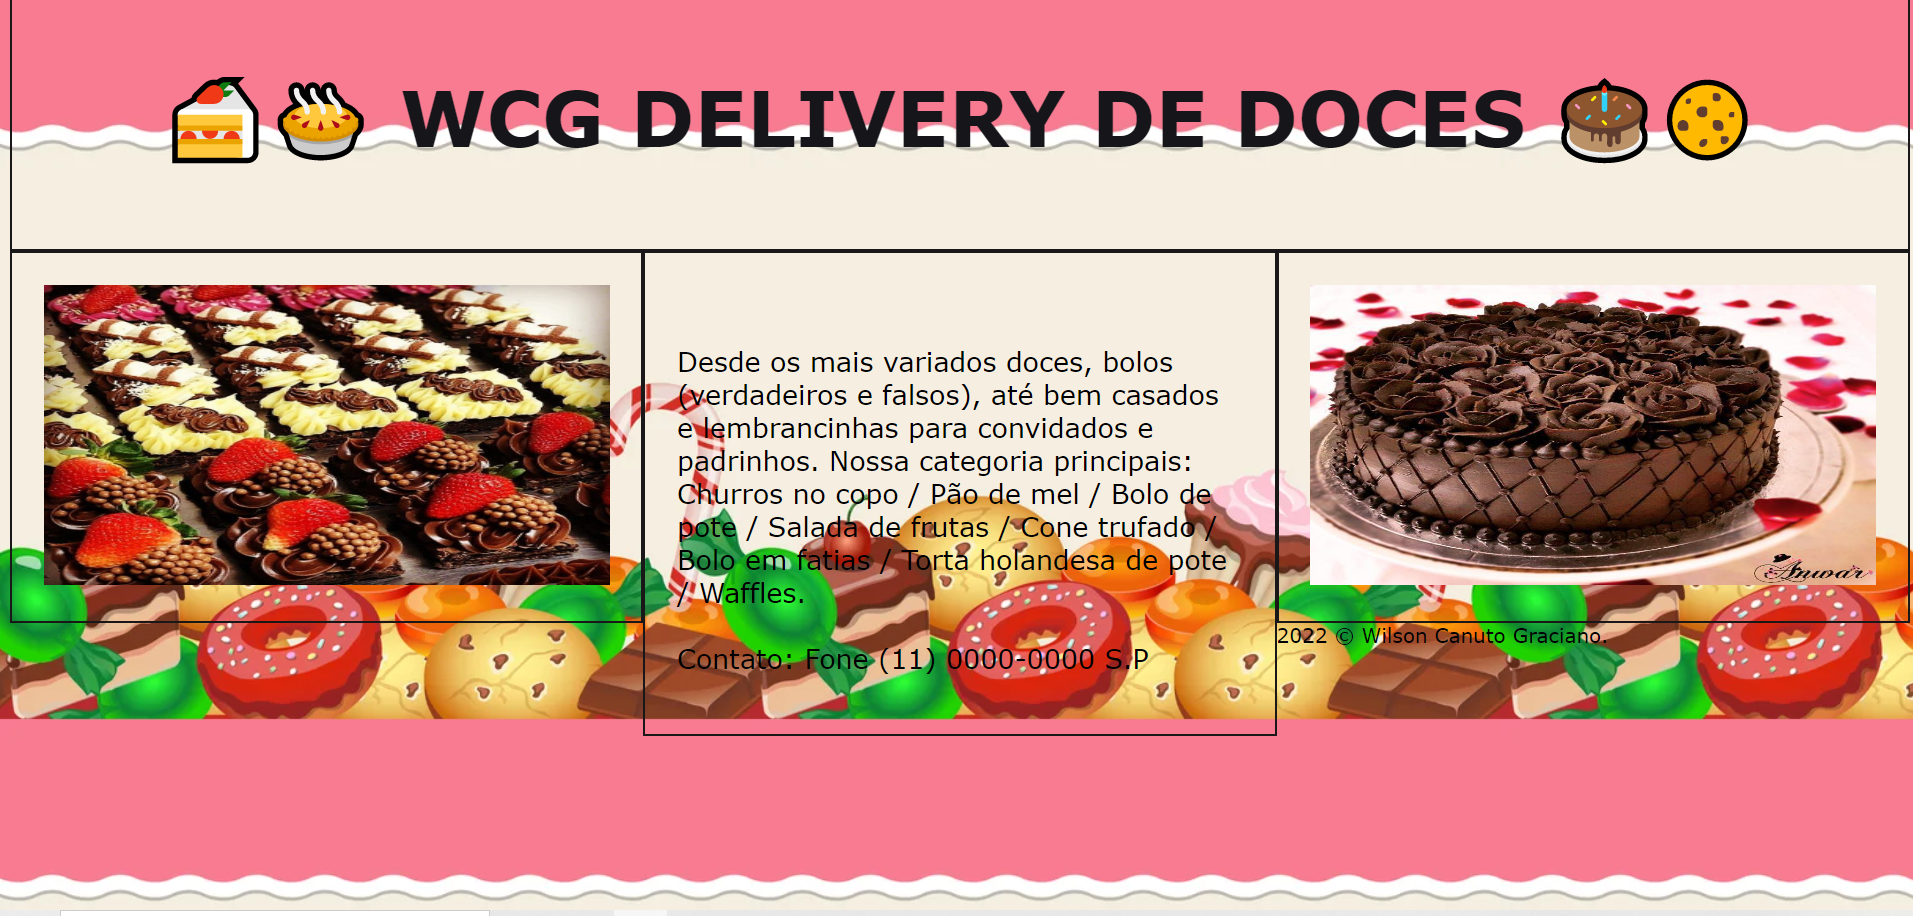 WCG DELIVERY DE DOCES
Desde os mais variados doces, bolos
(verdadeiros e falsos), até bem casados
e lembrancinhas para convidados e
padrinhos. Nossa categoria principais:
Churros no copo / Pão de mel / Bolo de
pote / Salada de frutas / Cone trufado /
Bolo em fatias / Torta holandesa de pote
/ Waffles.
Anwar
2022 © Wilson Canuto Graciano.
Contato: Fone (11) 0000-0000 S.P